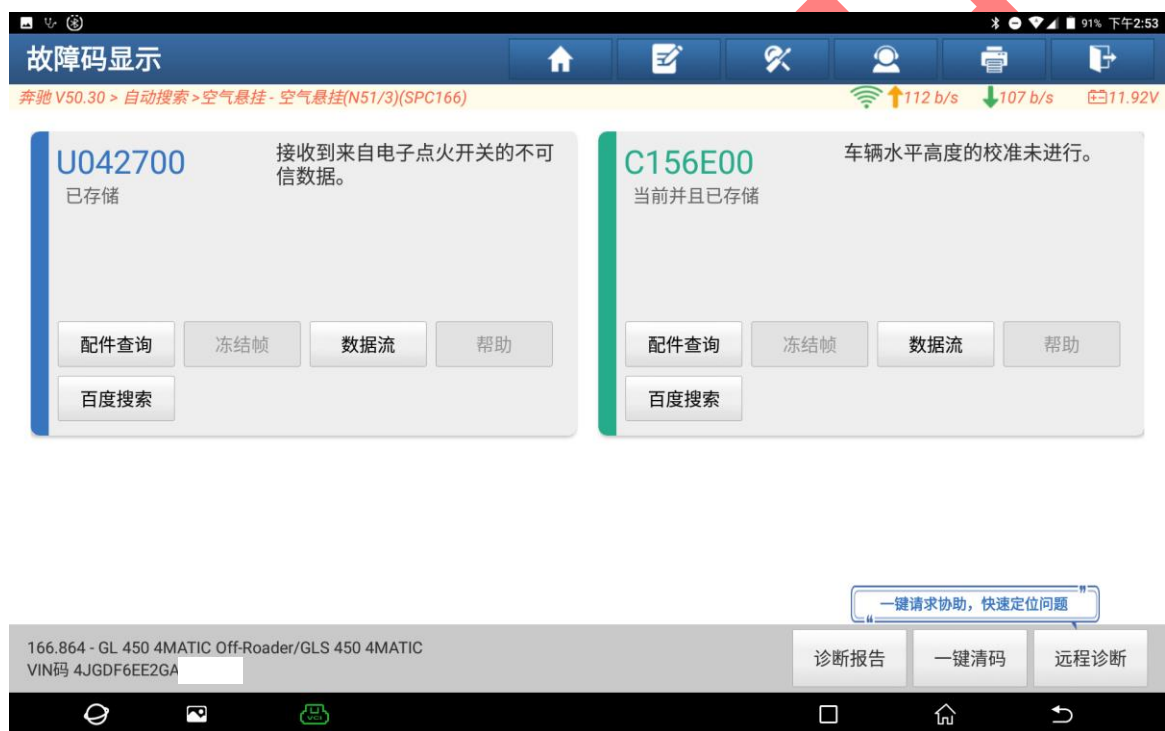 91% 下午2:53
故障码显示
奔驰 V50.30 > 自动搜索 >空气悬挂 - 空气悬挂(N51/3)(SPC166)
112 b/s 107 b/s 11.92V
U042700
已存储
接收到来自电子点火开关的不可
信数据。
配件查询 冻结帧 数据流 帮助
百度搜索
C156E00
当前并且已存储
车辆水平高度的校准未进行。
配件查询 冻结帧 数据流 帮助
百度搜索
一键请求协助，快速定位问题
166.864 - GL 450 4MATIC Off-Roader/GLS 450 4MATIC
VIN码 4JGDF6EE2GA
诊断报告 一键清码 远程诊断
VCI